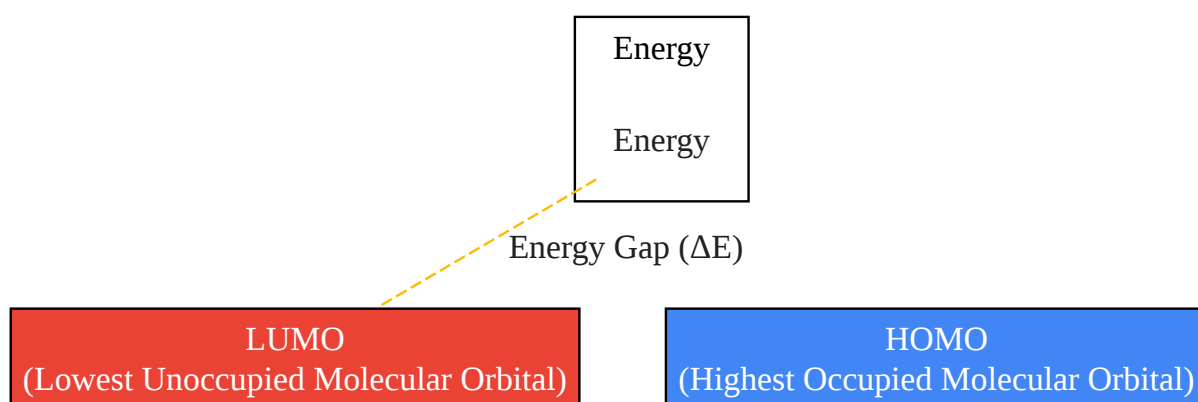 Energy
Energy
Energy Gap (ΔE)
LUMO
(Lowest Unoccupied Molecular Orbital)
HOMO
(Highest Occupied Molecular Orbital)